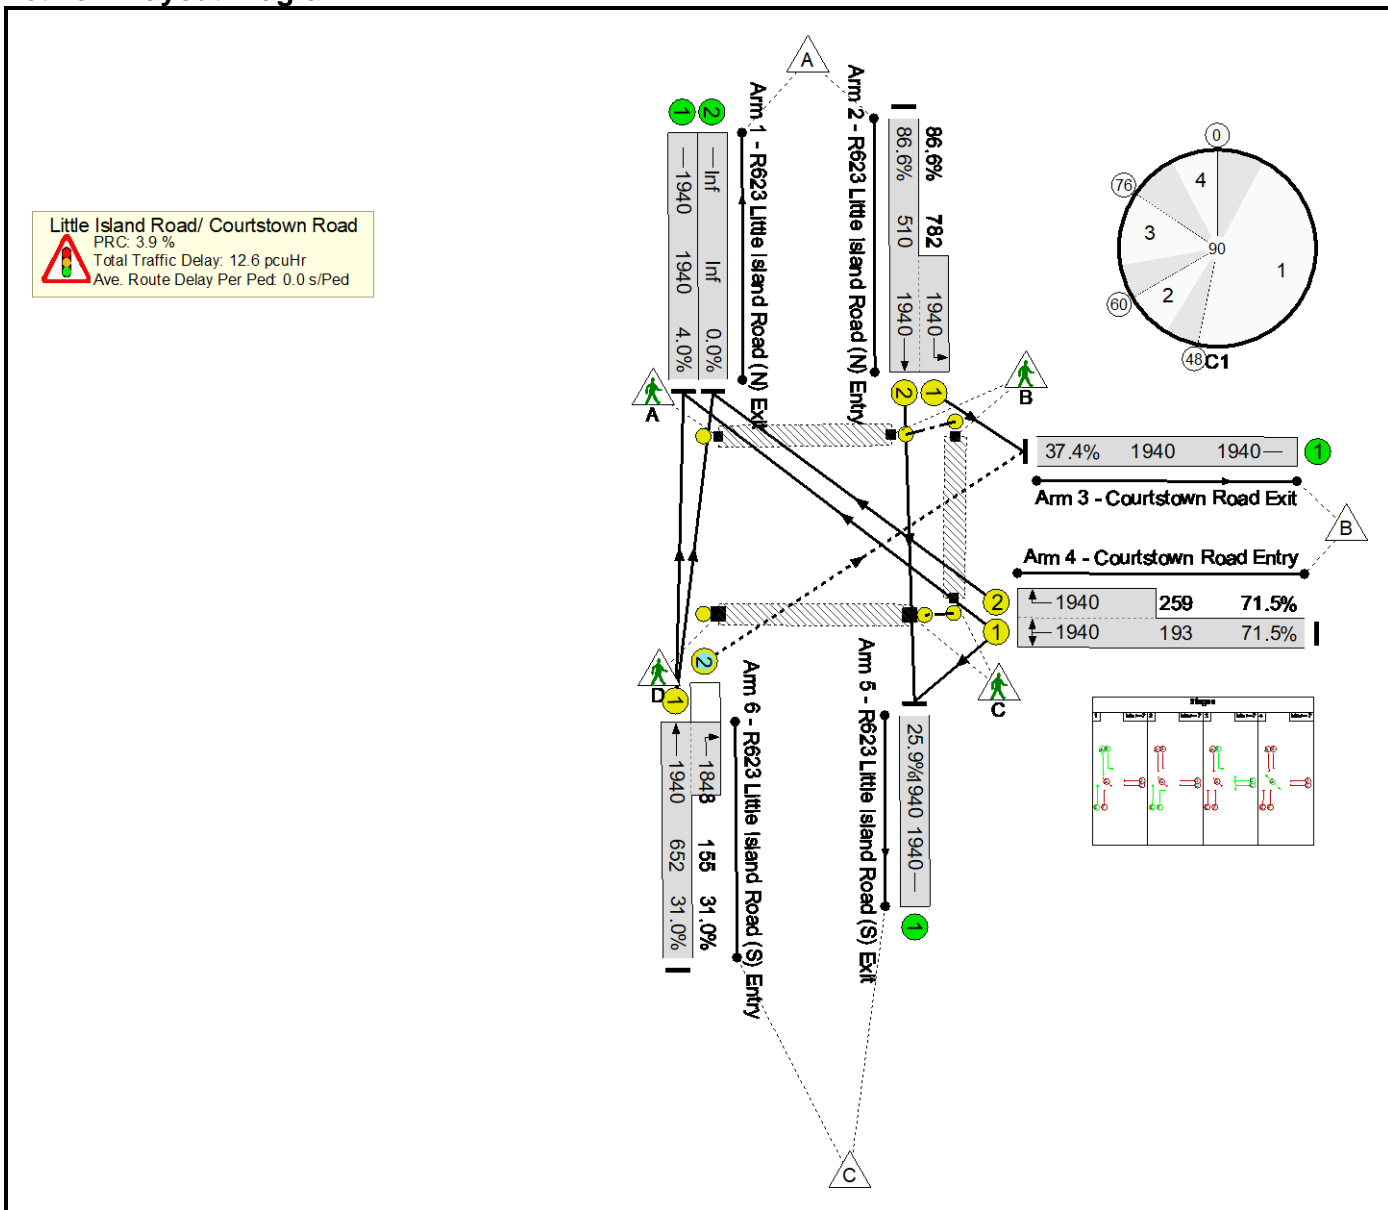 Little Island Road/ Courtstown Road
PRC: 3.9 %
Total Traffic Delay: 12.6 pcuHr
Ave. Route Delay Per Ped: 0.0 s/Ped
A
1
2
1940 1940 4.0%
Inf Inf 0.0%
Arm 1 - R623 Little Island Road (N) Exit
Arm 2 - R623 Little Island Road (N) Entry
86.6% 510 1940
86.6% 782 1940
2
1
0
76
60
48
90
1
2
3
4
C1
A
B
37.4% 1940 1940
1
Arm 3 - Courtstown Road Exit
B
Arm 4 - Courtstown Road Entry
2
1940 259 71.5%
1
1940 193 71.5%
D
C
1
2
1940 652 31.0%
1848 155 31.0%
Arm 6 - R623 Little Island Road (S) Entry
Arm 5 - R623 Little Island Road (S) Exit
25.9% 1940 1940
1
Stages
1
2
3
4
C